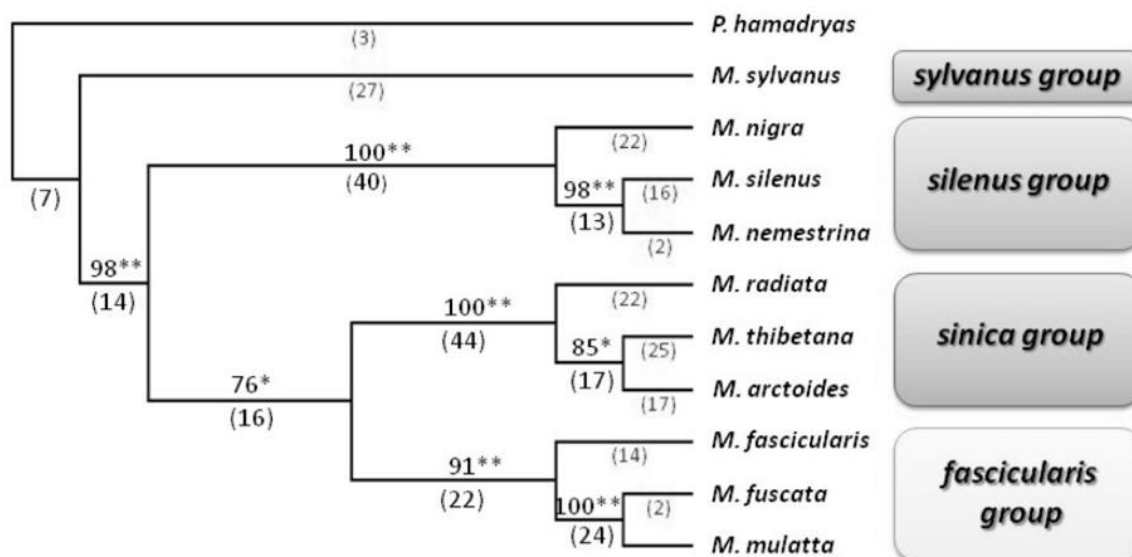 P. hamadryas
(3)
M. sylvanus
sylvanus group
(27)
M. nigra
100**
(22)
(40)
M. silenus
silenus group
98**
(16)
(7)
(13)
M. nemestrina
(2)
98**
M. radiata
(14)
100**
(22)
(44)
M. thibetana
sinica group
85*
(25)
(17)
M. arctoides
76*
(17)
(16)
M. fascicularis
91**
(14)
(22)
fascicularis
group
M. fuscata
100**
(2)
(24)
M. mulatta